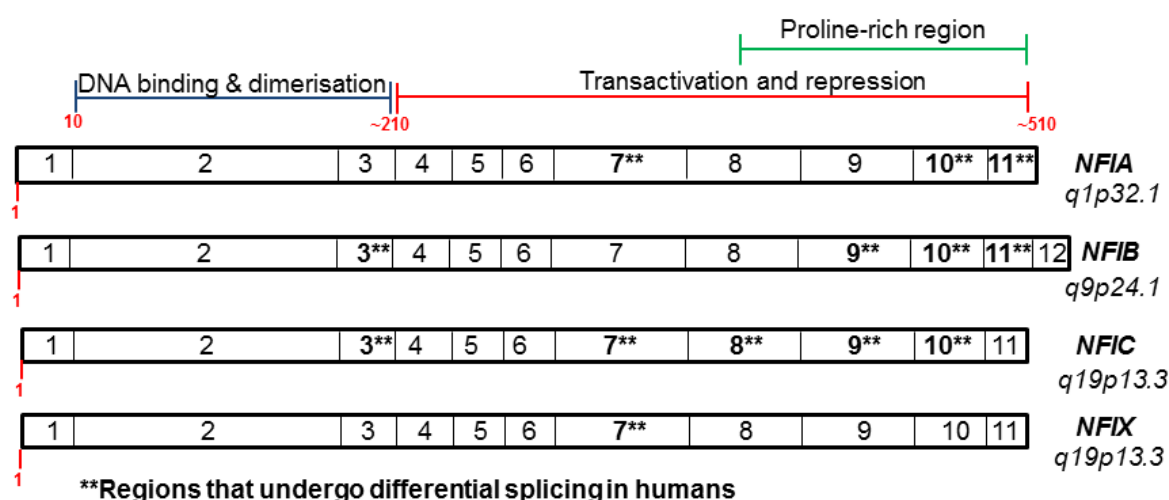 Proline-rich region
DNA binding & dimerisation
Transactivation and repression
10
~210
~510
1 2 3 4 5 6 7** 8 9 10** 11** NFIA
q1p32.1
1
1 2 3** 4 5 6 7 8 9** 10** 11** 12 NFIB
q9p24.1
1
1 2 3** 4 5 6 7** 8** 9** 10** 11 NFIC
q19p13.3
1
1 2 3 4 5 6 7** 8 9 10 11 NFIX
q19p13.3
1
**Regions that undergo differential splicing in humans